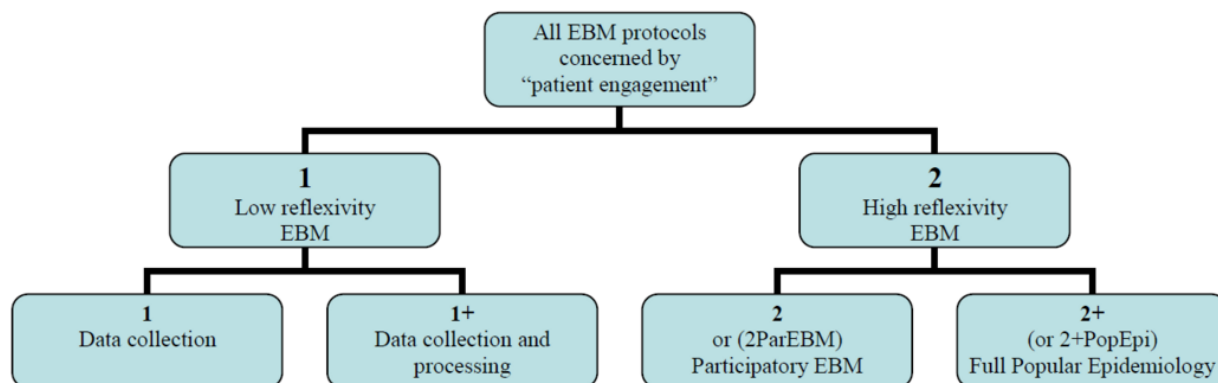 All EBM protocols
concerned by
“patient engagement”
1
Low reflexivity
EBM
2
High reflexivity
EBM
1
Data collection
1+
Data collection and
processing
2
or (2ParEBM)
Participatory EBM
2+
(or 2+PopEpi)
Full Popular Epidemiology